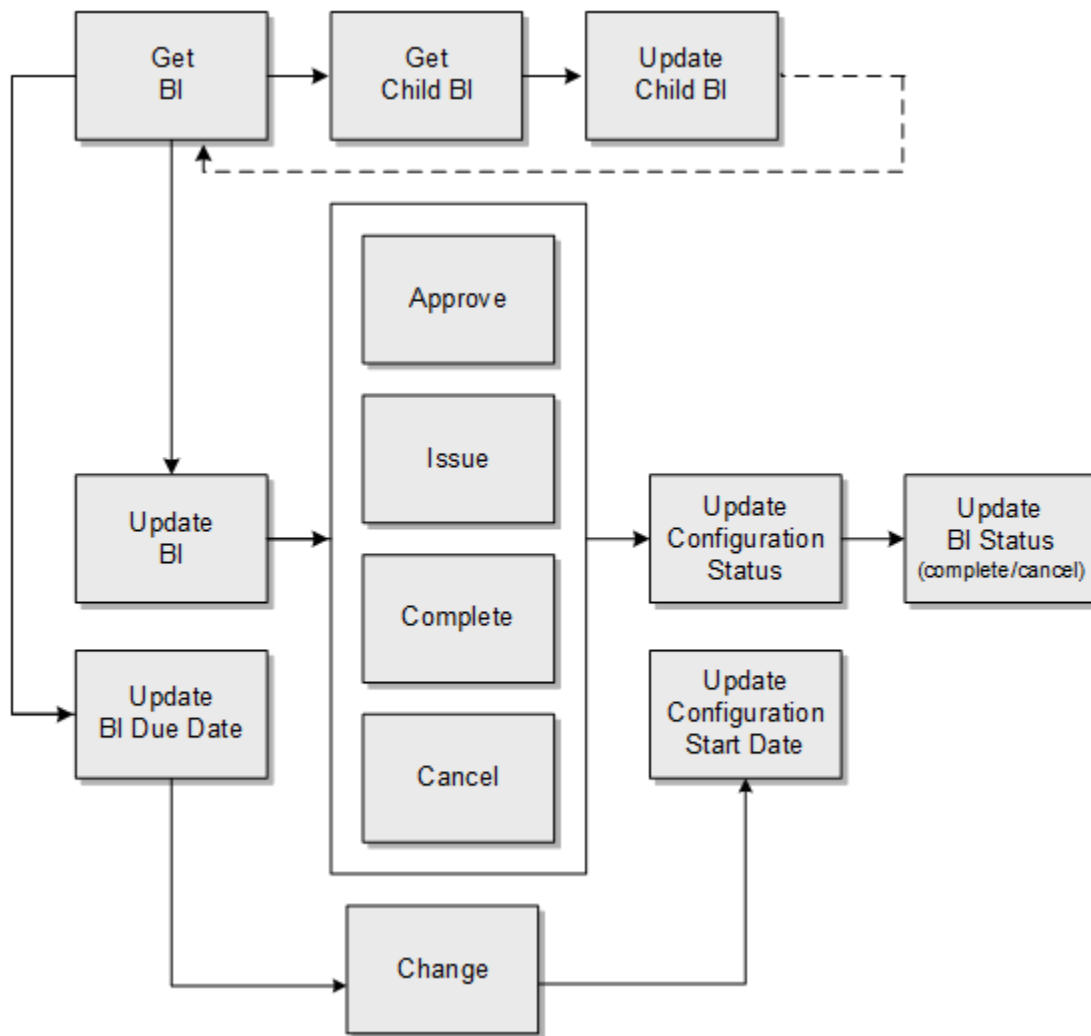 Get
BI
Get
Child BI
Update
Child BI
Approve
Issue
Update
BI
Update
Configuration
Status
Update
BI Status
(complete/cancel)
Complete
Update
BI Due Date
Update
Configuration
Start Date
Cancel
Change